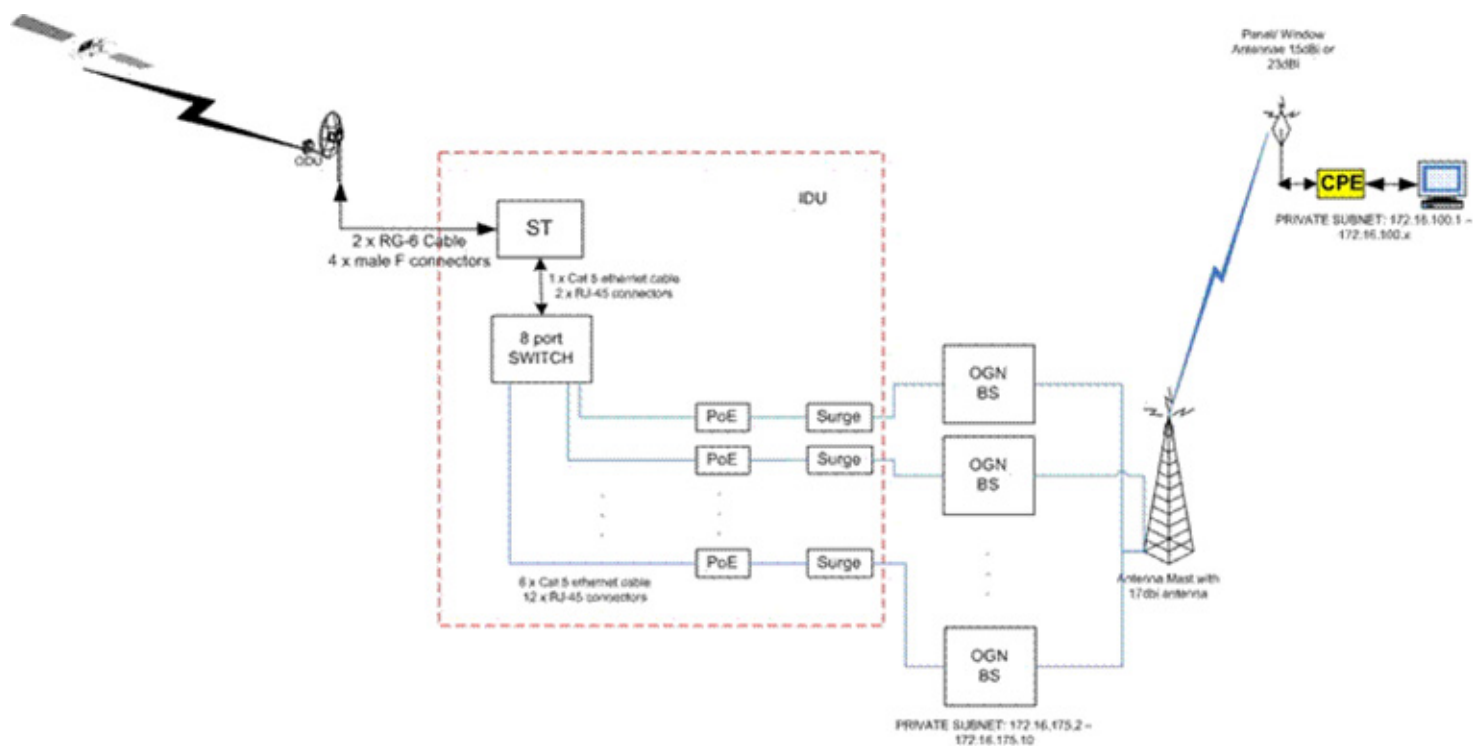 Panel/ Window
Antennae 15dBi or
23dBi
ODU
IDU
CPE
PRIVATE SUBNET: 172.16.100.1 –
172.16.100.x
ST
2 x RG-6 Cable
4 x male F connectors
1 x Cat 5 ethernet cable
2 x RJ-45 connectors
8 port
SWITCH
PoE
Surge
OGN
BS
PoE
Surge
OGN
BS
PoE
Surge
6 x Cat 5 ethernet cable
12 x RJ-45 connectors
Antenna Mast with
17dbi antenna
OGN
BS
PRIVATE SUBNET: 172.16.175.2 –
172.16.175.10